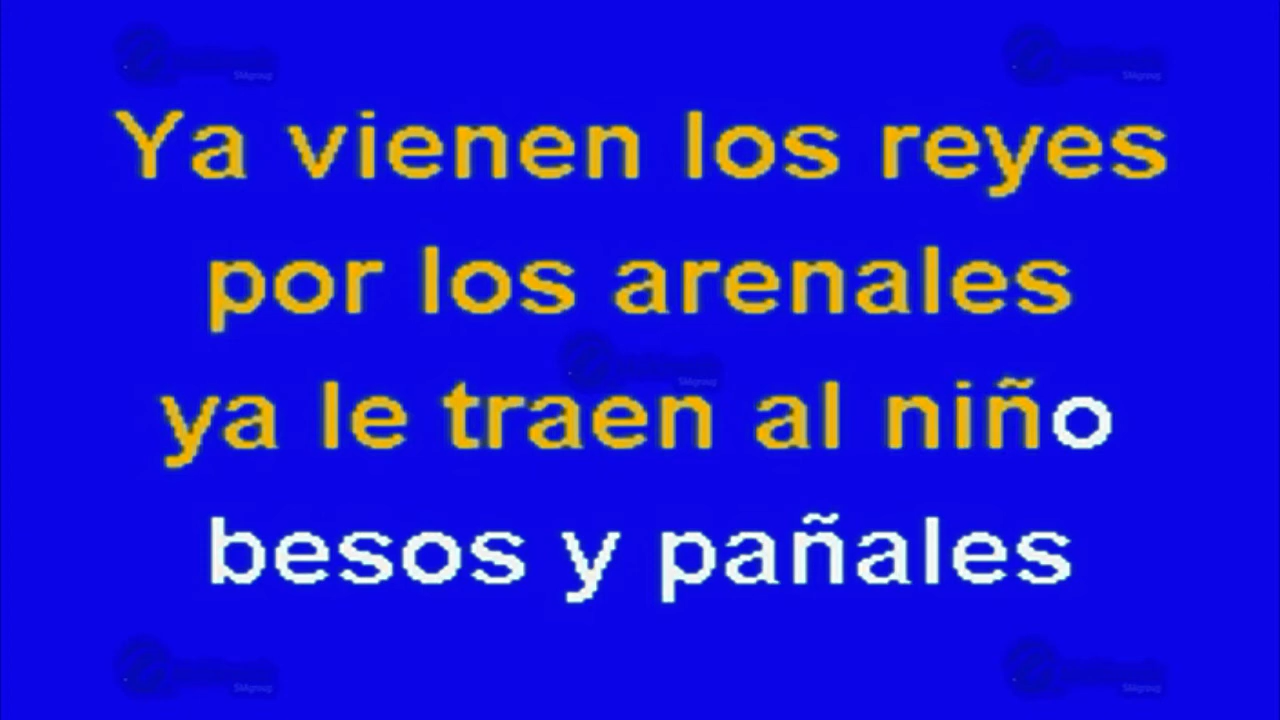 Ya vienen los reyes
por los arenales
ya le traen al niño
besos y pañales